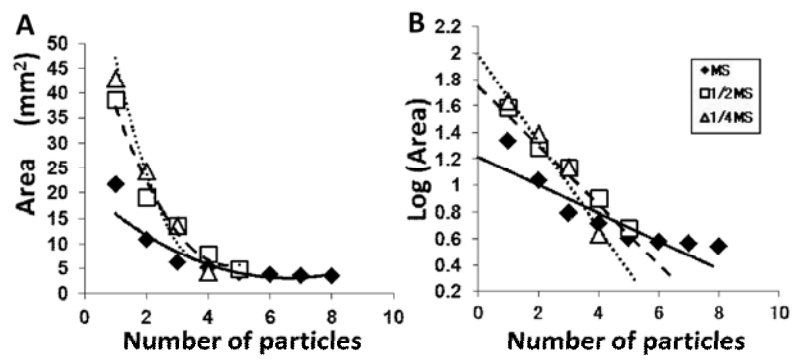 A
Area (mm²)
50
45
40
35
30
25
20
15
10
5
0
0 2 4 6 8 10
Number of particles
B
Log (Area)
2.2
2
1.8
1.6
1.4
1.2
1
0.8
0.6
0.4
0.2
0 2 4 6 8 10
Number of particles
MS
1/2MS
1/4MS